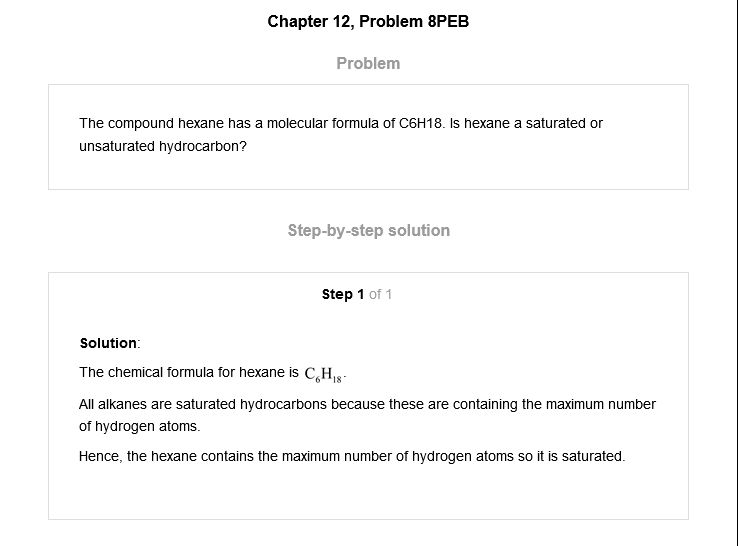 Chapter 12, Problem 8PEB
Problem
The compound hexane has a molecular formula of C6H18. Is hexane a saturated or
unsaturated hydrocarbon?
Step-by-step solution
Step 1 of 1
Solution:
The chemical formula for hexane is C₆H₁₈.
All alkanes are saturated hydrocarbons because these are containing the maximum number
of hydrogen atoms.
Hence, the hexane contains the maximum number of hydrogen atoms so it is saturated.